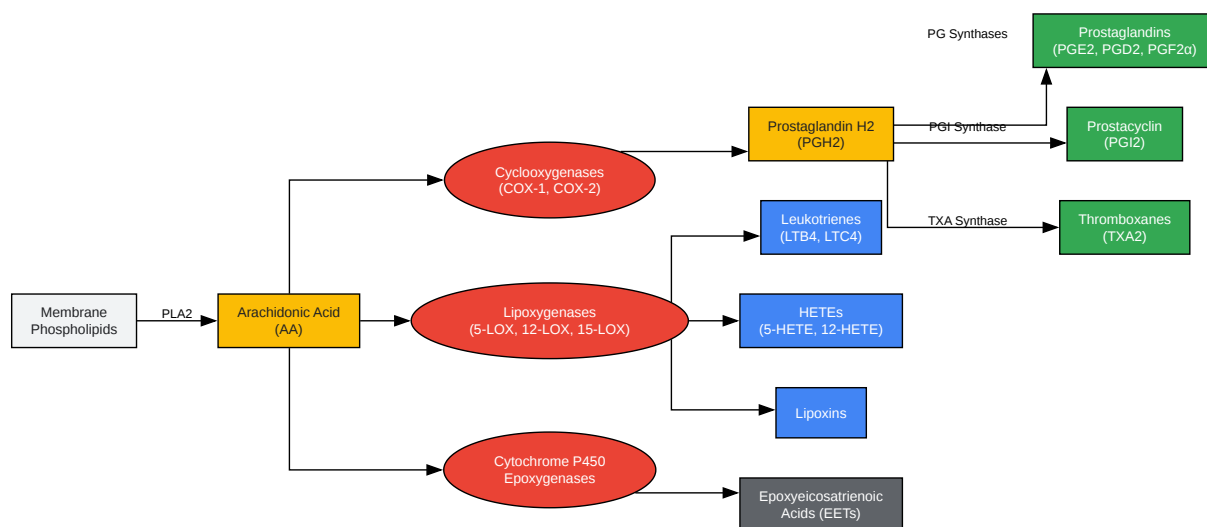 PG Synthases
Prostaglandins
(PGE2, PGD2, PGF2α)
Prostaglandin H2
(PGH2)
PGI Synthase
Prostacyclin
(PGI2)
Cyclooxygenases
(COX-1, COX-2)
Leukotrienes
(LTB4, LTC4)
TXA Synthase
Thromboxanes
(TXA2)
Membrane
Phospholipids
PLA2
Arachidonic Acid
(AA)
Lipoxygenases
(5-LOX, 12-LOX, 15-LOX)
HETEs
(5-HETE, 12-HETE)
Lipoxins
Cytochrome P450
Epoxygenases
Epoxyeicosatrienoic
Acids (EETs)